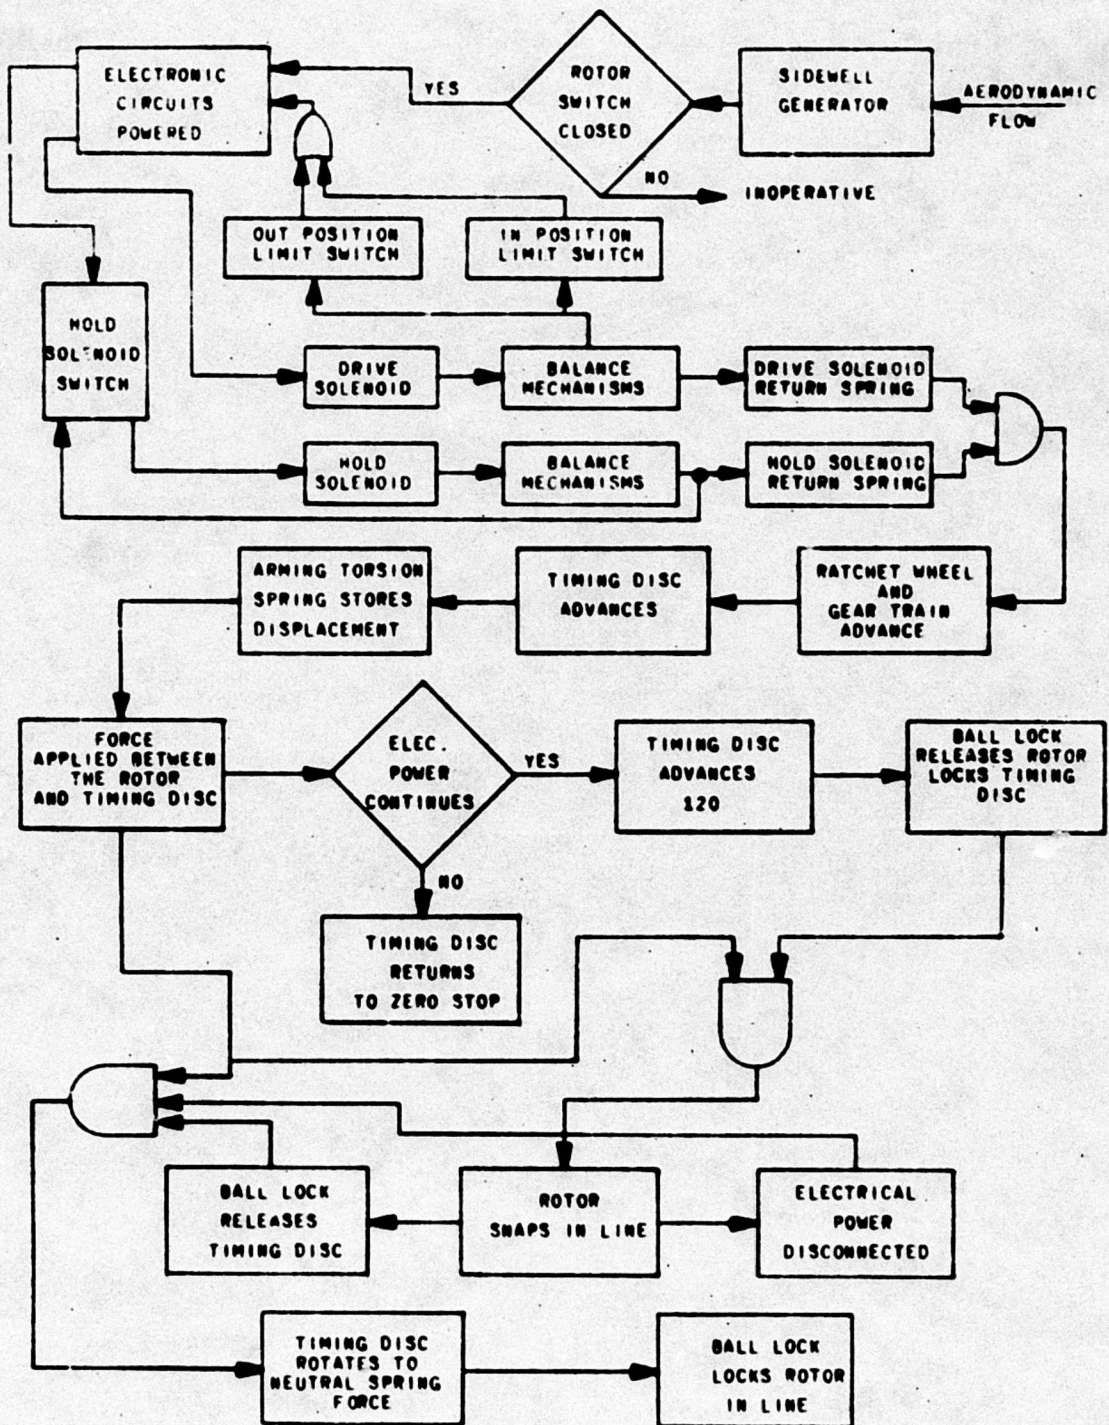 ELECTRONIC
CIRCUITS
POWERED
YES
ROTOR
SWITCH
CLOSED
SIDEWELL
GENERATOR
AERODYNAMIC
FLOW
NO
INOPERATIVE
OUT POSITION
LIMIT SWITCH
IN POSITION
LIMIT SWITCH
HOLD
SOLENOID
SWITCH
DRIVE
SOLENOID
BALANCE
MECHANISMS
DRIVE SOLENOID
RETURN SPRING
HOLD
SOLENOID
BALANCE
MECHANISMS
HOLD SOLENOID
RETURN SPRING
ARMING TORSION
SPRING STORES
DISPLACEMENT
TIMING DISC
ADVANCES
RATCHET WHEEL
AND
GEAR TRAIN
ADVANCE
FORCE
APPLIED BETWEEN
THE ROTOR
AND TIMING DISC
ELEC.
POWER
CONTINUES
YES
TIMING DISC
ADVANCES
120
BALL LOCK
RELEASES ROTOR
LOCKS TIMING
DISC
NO
TIMING DISC
RETURNS
TO ZERO STOP
BALL LOCK
RELEASES
TIMING DISC
ROTOR
SNAPS IN LINE
ELECTRICAL
POWER
DISCONNECTED
TIMING DISC
ROTATES TO
NEUTRAL SPRING
FORCE
BALL LOCK
LOCKS ROTOR
IN LINE